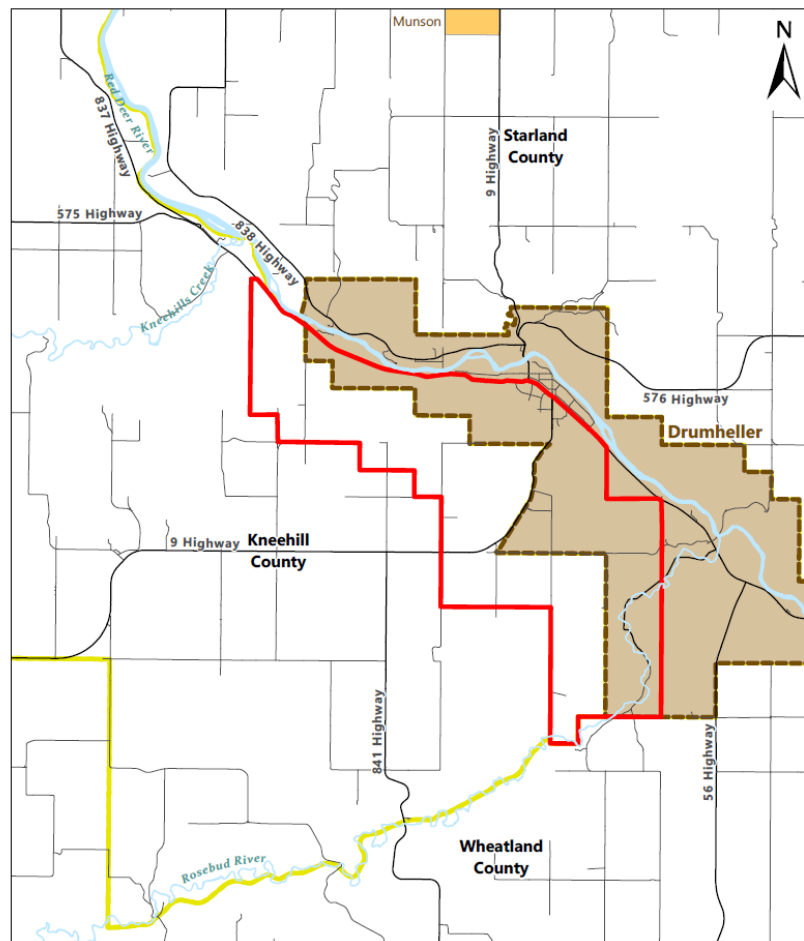 Munson
N
Red Deer River
837 Highway
9 Highway
Starland
County
575 Highway
838 Highway
Kneehills Creek
576 Highway
Drumheller
9 Highway
Kneehill
County
841 Highway
56 Highway
Wheatland
County
Rosebud River